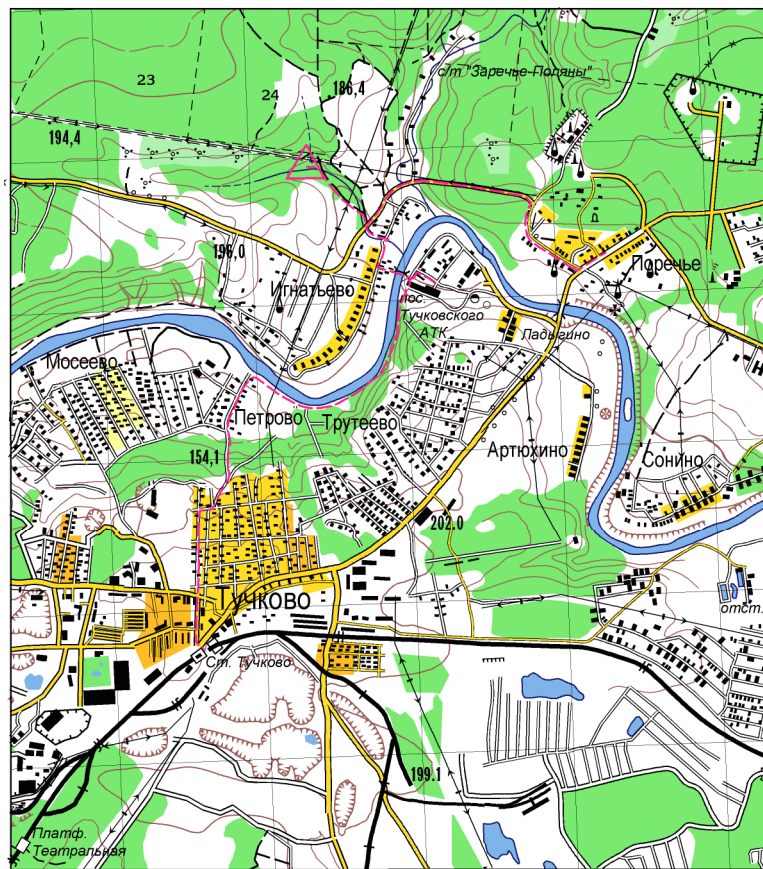 с/т "Заречье-Поляны"
23
24
186,4
194,4
196,0
Поречье
Игнатьево
пос.
Тучковского
АТК
Ладыгино
Мосеево
Петрово
Трутеево
154,1
Артюхино
Сонино
202.0
Тучково
отст.
Ст. Тучково
199.1
Платф.
Театральная